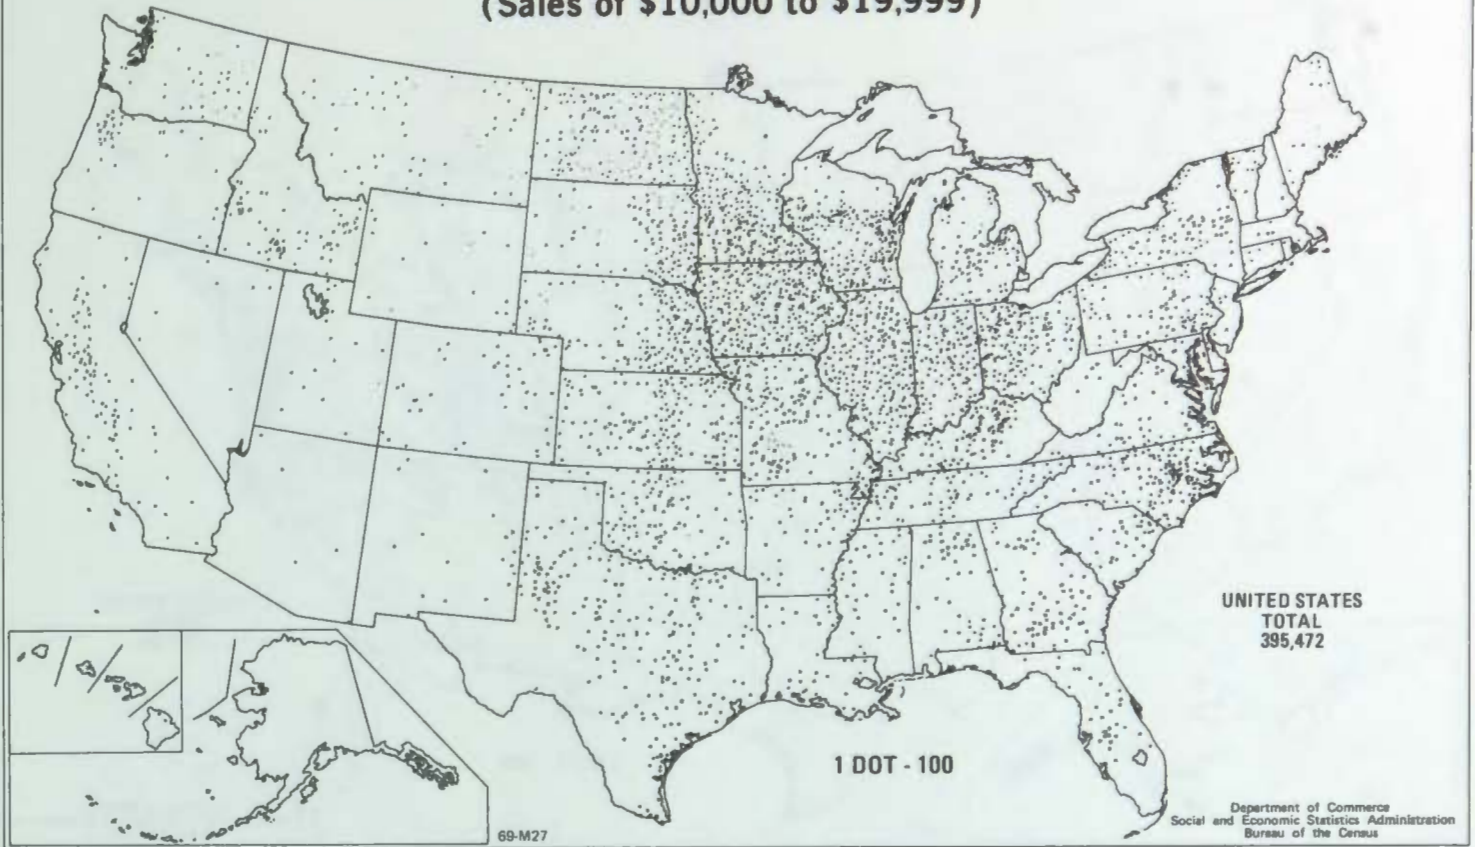 (Sales of $10,000 to $19,999)
UNITED STATES
TOTAL
395,472
1 DOT - 100
Department of Commerce
Social and Economic Statistics Administration
Bureau of the Census
69-M27